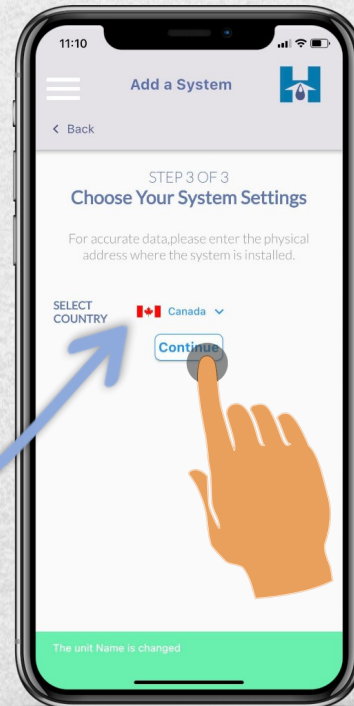 11:10
Add a System
Back
STEP 3 OF 3
Choose Your System Settings
For accurate data,please enter the physical
address where the system is installed.
SELECT
COUNTRY
Canada
Continue
The unit Name is changed